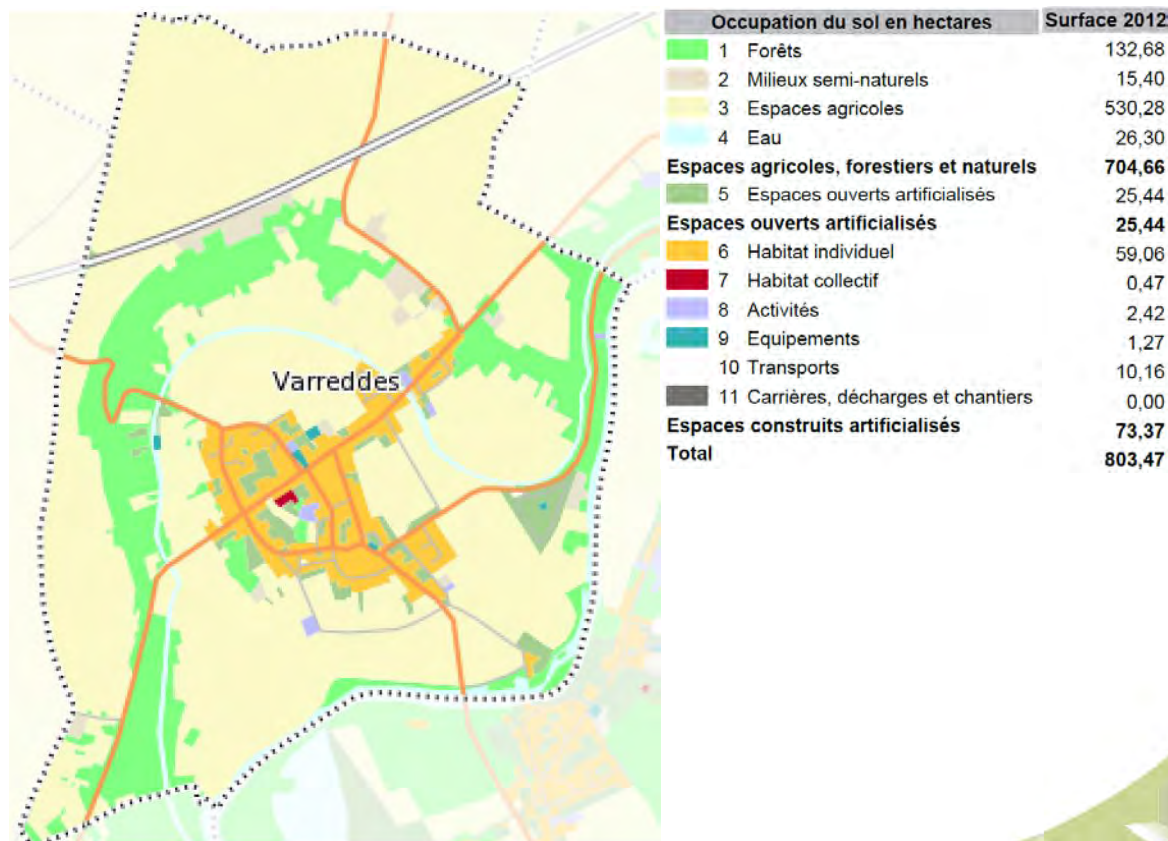 Varreddes
Occupation du sol en hectares Surface 2012
1 Forêts 132,68
2 Milieux semi-naturels 15,40
3 Espaces agricoles 530,28
4 Eau 26,30
Espaces agricoles, forestiers et naturels 704,66
5 Espaces ouverts artificialisés 25,44
Espaces ouverts artificialisés 25,44
6 Habitat individuel 59,06
7 Habitat collectif 0,47
8 Activités 2,42
9 Equipements 1,27
10 Transports 10,16
11 Carrières, décharges et chantiers 0,00
Espaces construits artificialisés 73,37
Total 803,47